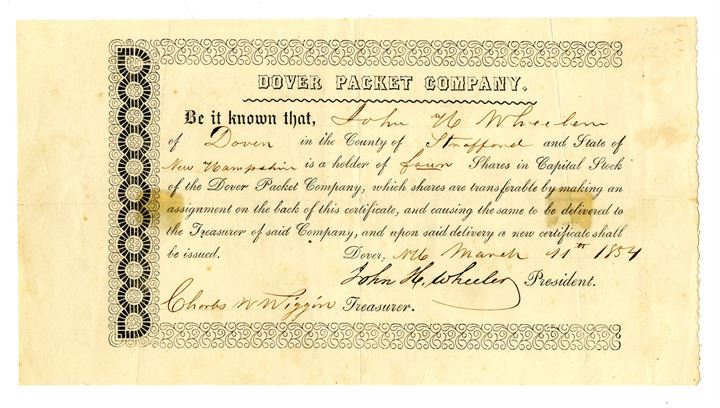 DOVER PACKET COMPANY.
Be it known that, John H Wheeler
of Dover in the County of Strafford and State of
New Hampshire is a holder of four Shares in Capital Stock
of the Dover Packet Company, which shares are transferable by making an
assignment on the back of this certificate, and causing the same to be delivered to
the Treasurer of said Company, and upon said delivery a new certificate shall
be issued. Dover, NH March 11th 1854
John H. Wheeler President.
Charles W Wiggin Treasurer.